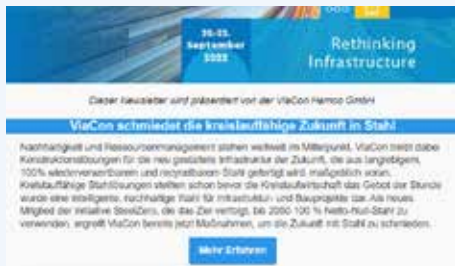 September
Rethinking
Infrastructure
Dieser Newsletter wird präsentiert von der ViaCon Hamco GmbH
ViaCon schmiedet die kreislauffähige Zukunft in Stahl
Nachhaltigkeit und Ressourcenmanagement stehen weltweit im Mittelpunkt. ViaCon treibt dabei
Konstruktionslösungen für die neu gestaltete Infrastruktur der Zukunft, die aus langlebigem,
100% wiederverwertbarem und recycelbarem Stahl gefertigt wird, maßgeblich voran.
Kreislauffähige Stahllösungen stellten schon bevor die Kreislaufwirtschaft das Gebot der Stunde
wurde eine intelligente, nachhaltige Wahl für Infrastruktur- und Bauprojekte dar. Als neues
Mitglied der Initiative SteelZero, die das Ziel verfolgt, bis 2050 100 % Netto-Null-Stahl zu
verwenden, ergreift ViaCon bereits jetzt Maßnahmen, um die Zukunft mit Stahl zu schmieden.
Mehr Erfahren